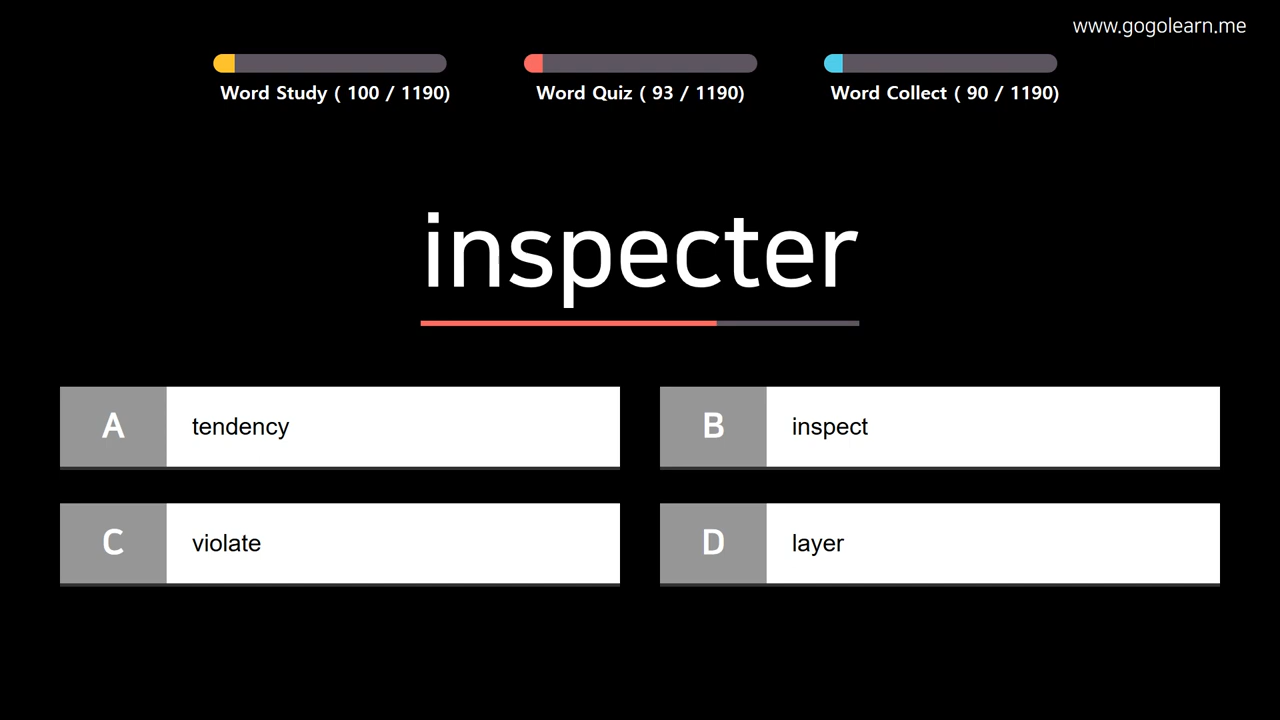 www.gogolearn.me
Word Study ( 100 / 1190)
Word Quiz ( 93 / 1190)
Word Collect ( 90 / 1190)
inspecter
A tendency
B inspect
C violate
D layer